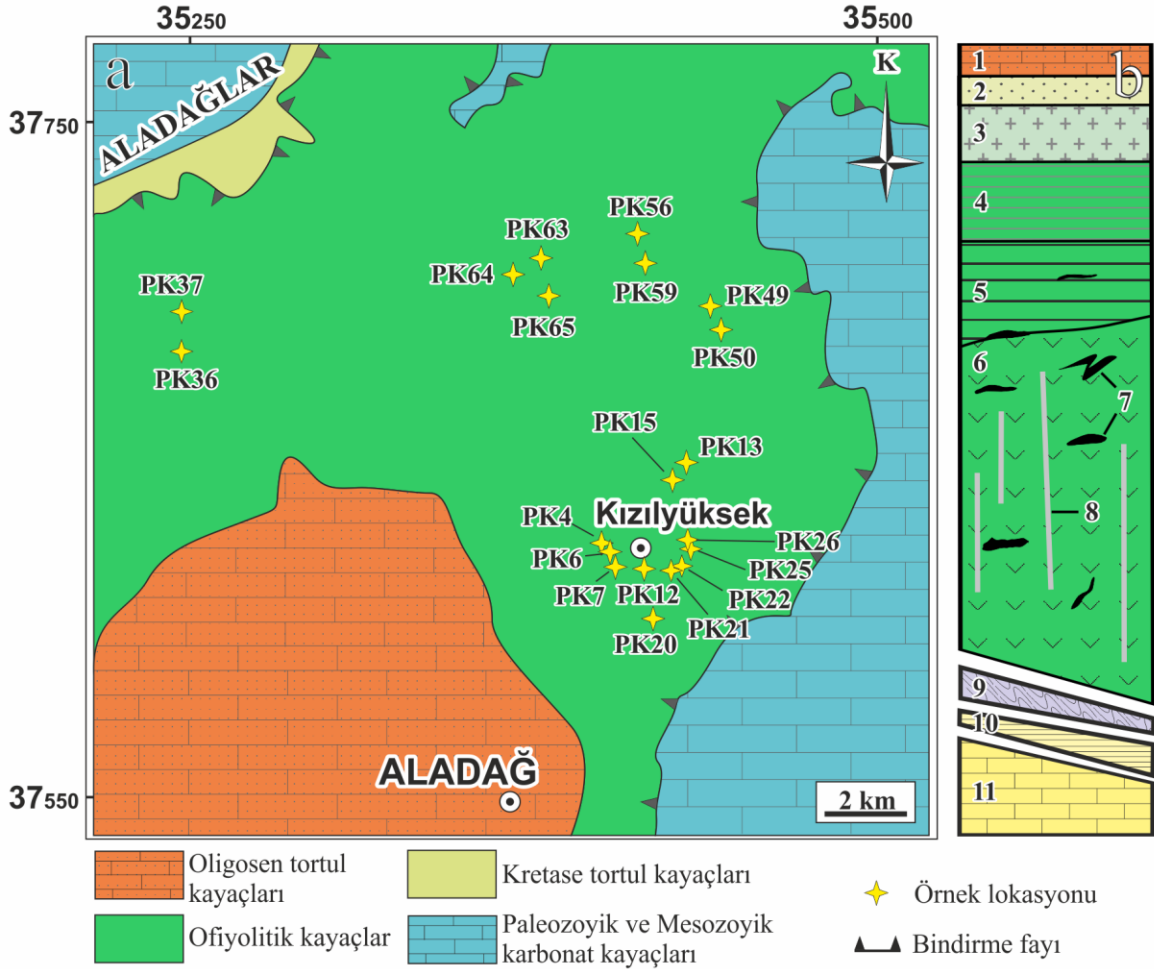 35250
35500
a
ALADAĞLAR
K
37750
PK56
PK63
PK64
PK59
PK65
PK49
PK50
PK37
PK36
PK15
PK13
Kızılyüksek
PK4
PK6
PK7
PK12
PK26
PK25
PK22
PK21
PK20
ALADAĞ
37550
2 km
b
1
2
3
4
5
6
7
8
9
10
11
Oligosen tortul
kayaçları
Kretase tortul kayaçları
Örnek lokasyonu
Ofiyolitik kayaçlar
Paleozoyik ve Mesozoyik
karbonat kayaçları
Bindirme fayı